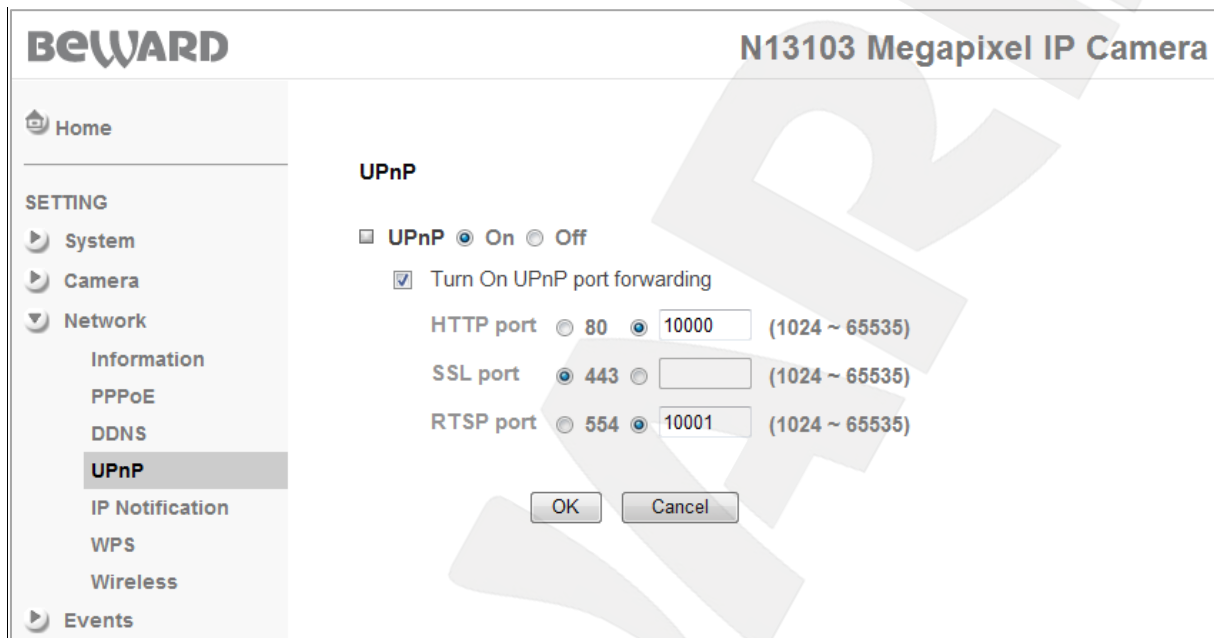 BEWARD
N13103 Megapixel IP Camera
Home
SETTING
System
Camera
Network
Information
PPPoE
DDNS
UPnP
IP Notification
WPS
Wireless
Events
UPnP
UPnP On Off
Turn On UPnP port forwarding
HTTP port 80 10000 (1024 ~ 65535)
SSL port 443 (1024 ~ 65535)
RTSP port 554 10001 (1024 ~ 65535)
OK Cancel